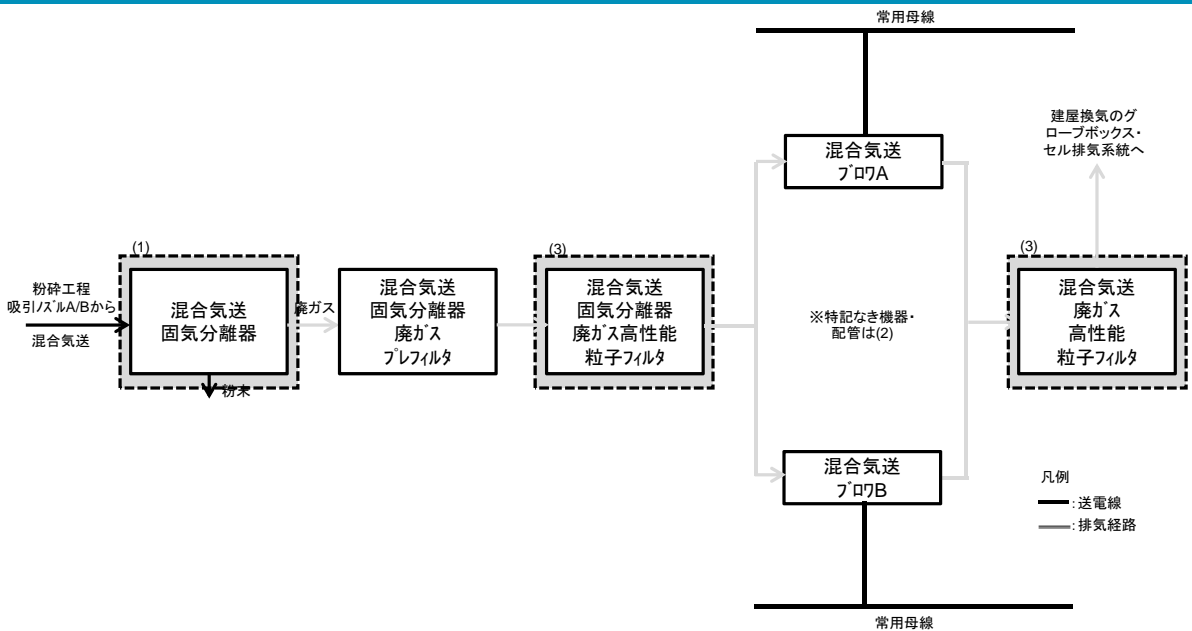 常用母線
建屋換気のグ
ローブボックス・
セル排気系統へ
混合気送
ﾌﾞﾛﾜA
(1)
(3)
(3)
粉砕工程
吸引ﾉｽﾞﾙA/Bから
混合気送
混合気送
固気分離器
粉末
廃ガス
混合気送
固気分離器
廃ｶﾞｽ
ﾌﾟﾚﾌｨﾙﾀ
混合気送
固気分離器
廃ｶﾞｽ高性能
粒子ﾌｨﾙﾀ
※特記なき機器・
配管は(2)
混合気送
廃ｶﾞｽ
高性能
粒子ﾌｨﾙﾀ
混合気送
ﾌﾞﾛﾜB
凡例
:送電線
:排気経路
常用母線